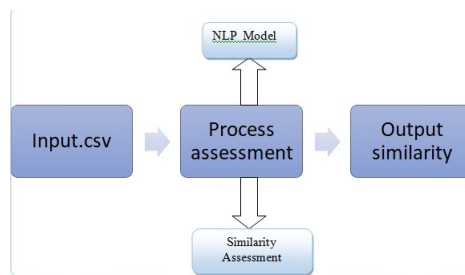 NLP Model
Input.csv
Process
assessment
Output
similarity
Similarity
Assessment